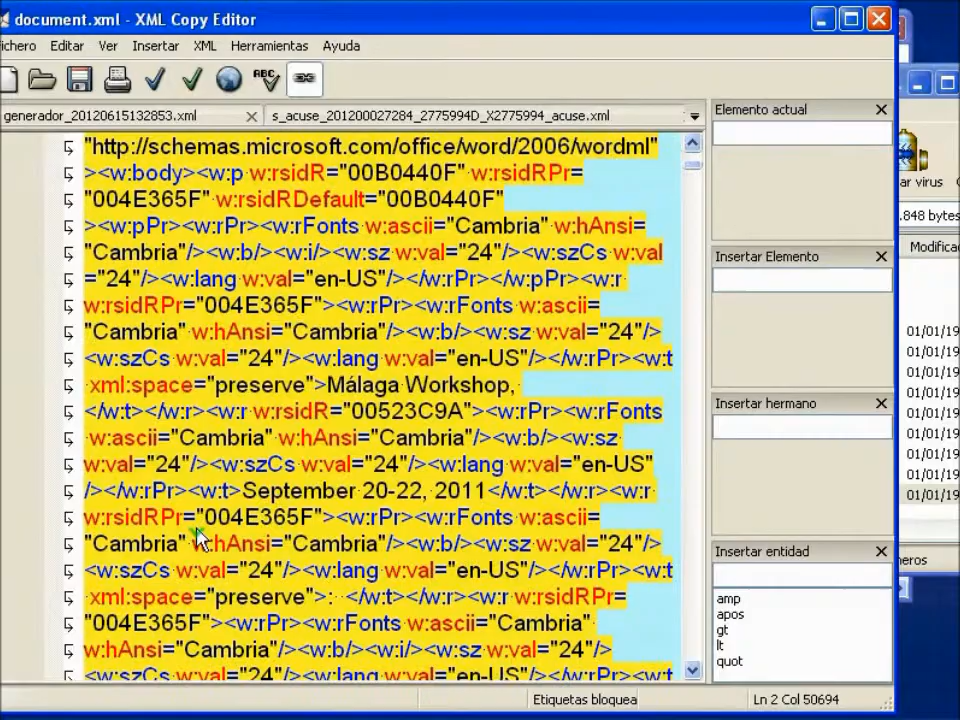 document.xml - XML Copy Editor
ichero Editar Ver Insertar XML Herramientas Ayuda
ABC
generador_20120615132853.xml
s_acuse_201200027284_2775994D_X2775994_acuse.xml
"http://schemas.microsoft.com/office/word/2006/wordml"
><w:body><w:p w:rsidR="00B0440F" w:rsidRPr=
"004E365F" w:rsidRDefault="00B0440F"
><w:pPr><w:rPr><w:rFonts w:ascii="Cambria" w:hAnsi=
"Cambria"/><w:b/><w:i/><w:sz w:val="24"/><w:szCs w:val
="24"/><w:lang w:val="en-US"/></w:rPr></w:pPr><w:r
w:rsidRPr="004E365F"><w:rPr><w:rFonts w:ascii=
"Cambria" w:hAnsi="Cambria"/><w:b/><w:sz w:val="24"/>
<w:szCs w:val="24"/><w:lang w:val="en-US"/></w:rPr><w:t
xml:space="preserve">Málaga Workshop,
</w:t></w:r><w:r w:rsidR="00523C9A"><w:rPr><w:rFonts
w:ascii="Cambria" w:hAnsi="Cambria"/><w:b/><w:sz
w:val="24"/><w:szCs w:val="24"/><w:lang w:val="en-US"
/></w:rPr><w:t>September 20-22, 2011</w:t></w:r><w:r
w:rsidRPr="004E365F"><w:rPr><w:rFonts w:ascii=
"Cambria" w:hAnsi="Cambria"/><w:b/><w:sz w:val="24"/>
<w:szCs w:val="24"/><w:lang w:val="en-US"/></w:rPr><w:t
xml:space="preserve">: </w:t></w:r><w:r w:rsidRPr=
"004E365F"><w:rPr><w:rFonts w:ascii="Cambria"
w:hAnsi="Cambria"/><w:b/><w:i/><w:sz w:val="24"/>
<w:szCs w:val="24"/><w:lang w:val="en-US"/></w:rPr><w:t
Elemento actual
Insertar Elemento
Insertar hermano
Insertar entidad
amp
apos
gt
lt
quot
ar virus
.848 bytes
Modifica
01/01/19
01/01/19
01/01/19
01/01/19
01/01/19
01/01/19
01/01/19
01/01/19
01/01/19
neros
Etiquetas bloquea
Ln 2 Col 50694